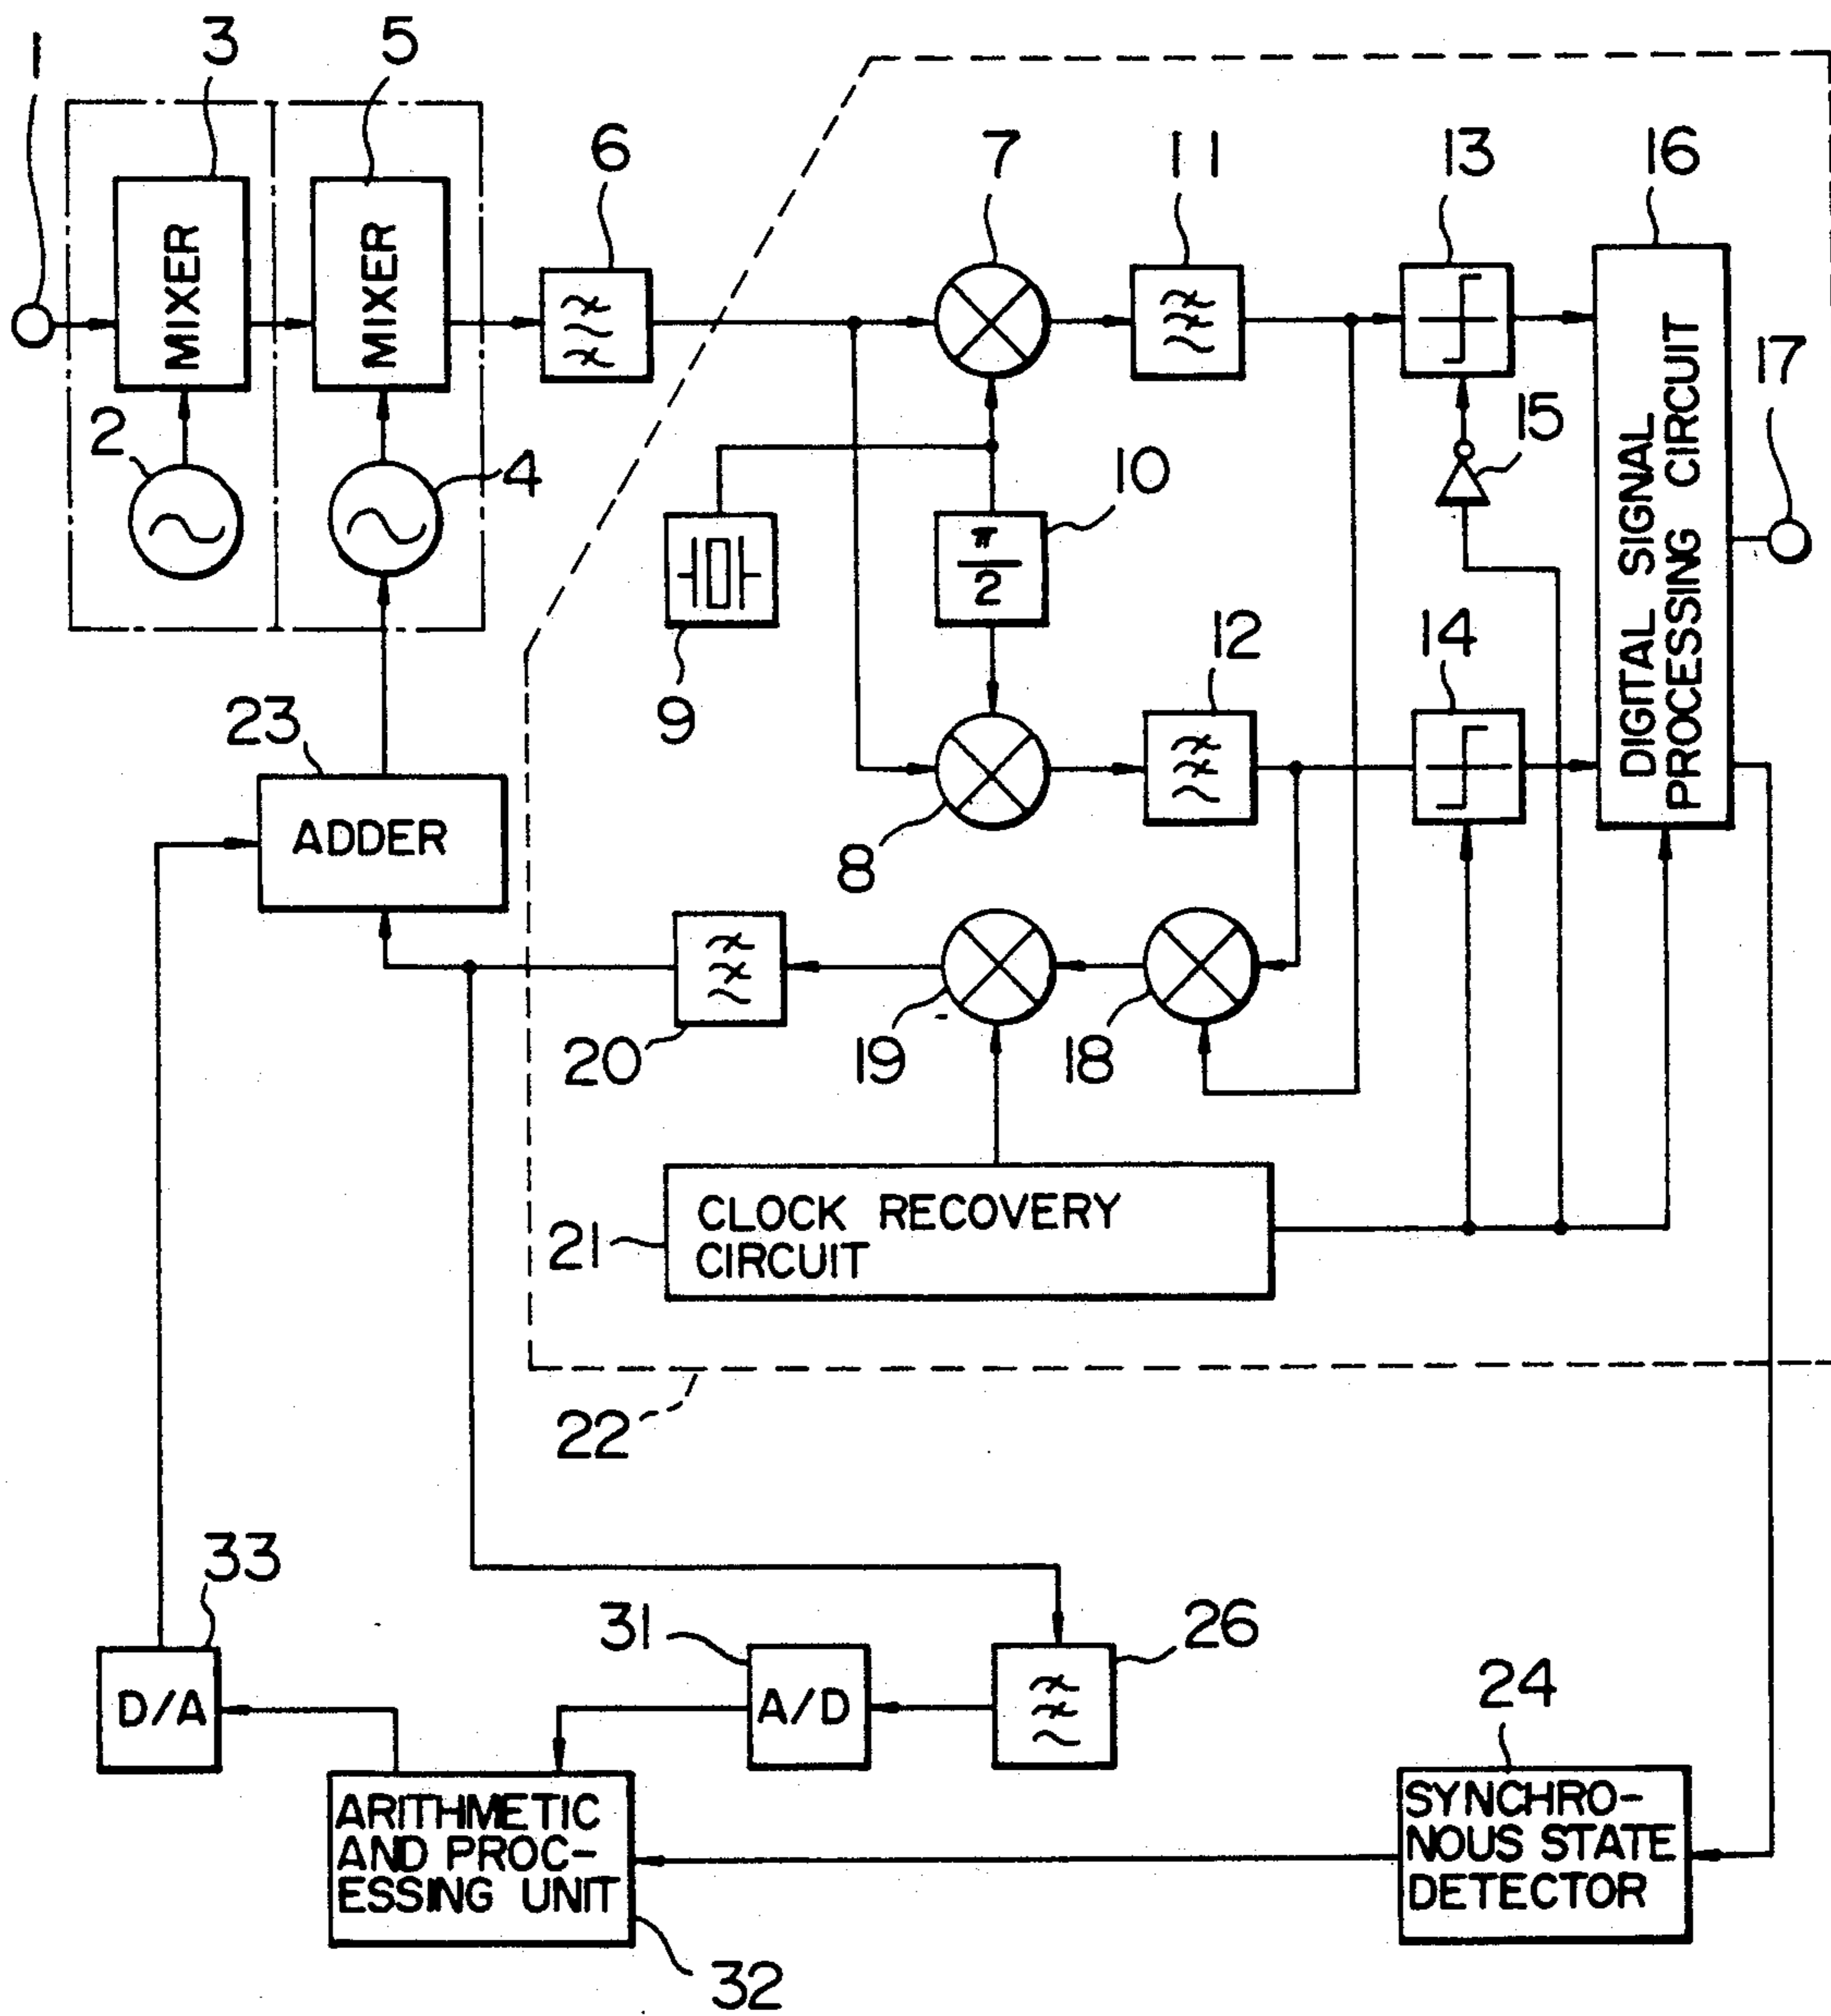 1
3
5
6
7
11
13
16
MIXER
MIXER
2
4
9
10
π/2
15
17
DIGITAL SIGNAL
PROCESSING CIRCUIT
12
14
8
23
ADDER
20
19
18
21
CLOCK RECOVERY
CIRCUIT
22
33
D/A
31
A/D
26
24
SYNCHRO-
NOUS STATE
DETECTOR
ARITHMETIC
AND PROC-
ESSING UNIT
32